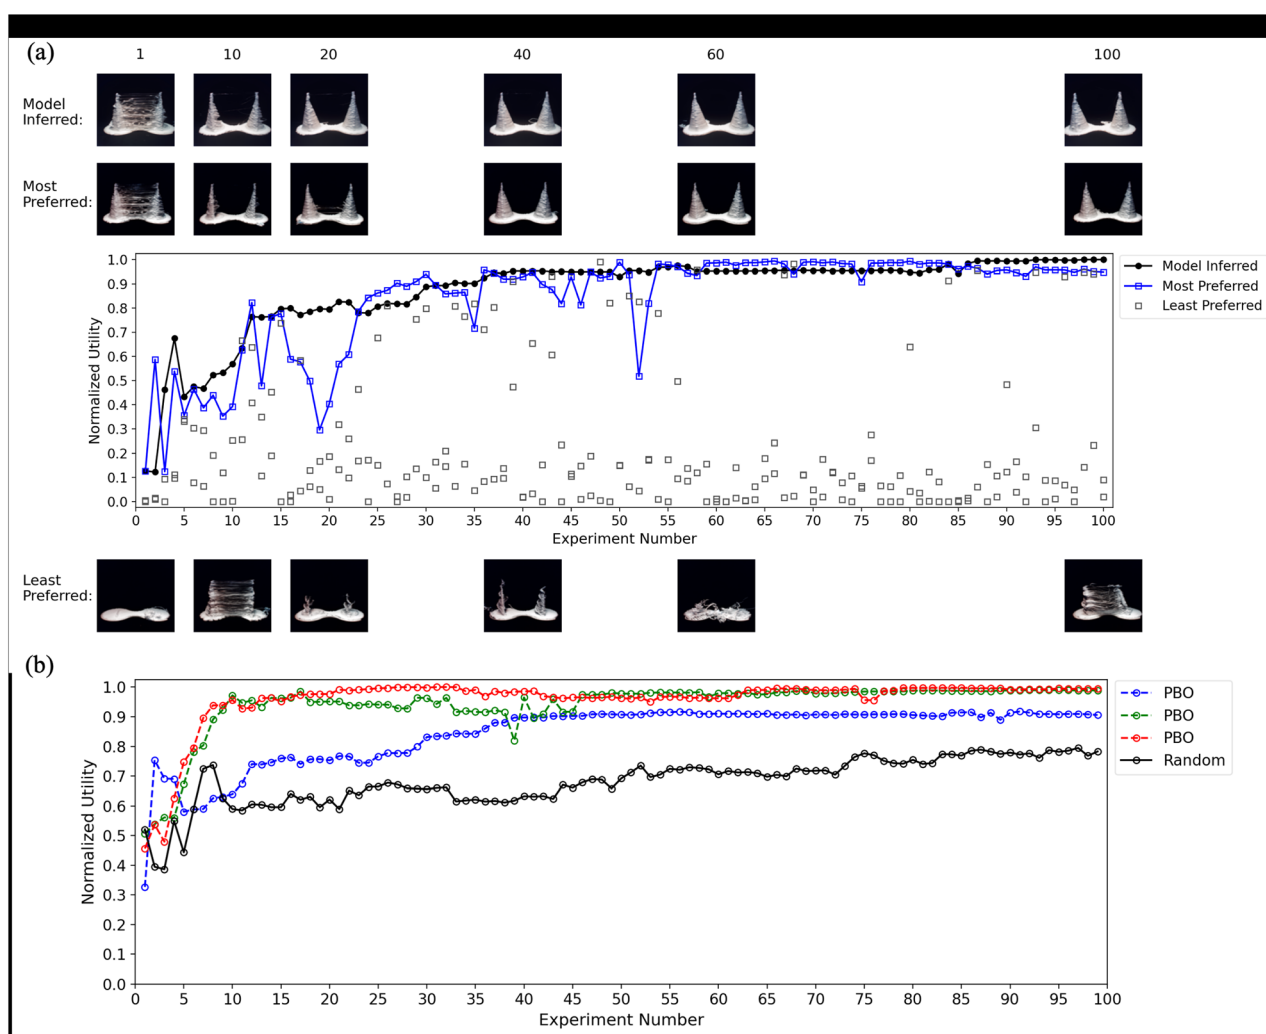 (a)
1 10 20 40 60 100
Model
Inferred:
Most
Preferred:
1.0
0.9
0.8
0.7
0.6
0.5
0.4
0.3
0.2
0.1
0.0
Normalized Utility
0 5 10 15 20 25 30 35 40 45 50 55 60 65 70 75 80 85 90 95 100
Experiment Number
Model Inferred
Most Preferred
Least Preferred
Least
Preferred:
(b)
1.0
0.9
0.8
0.7
0.6
0.5
0.4
0.3
0.2
0.1
0.0
Normalized Utility
0 5 10 15 20 25 30 35 40 45 50 55 60 65 70 75 80 85 90 95 100
Experiment Number
PBO
PBO
PBO
Random